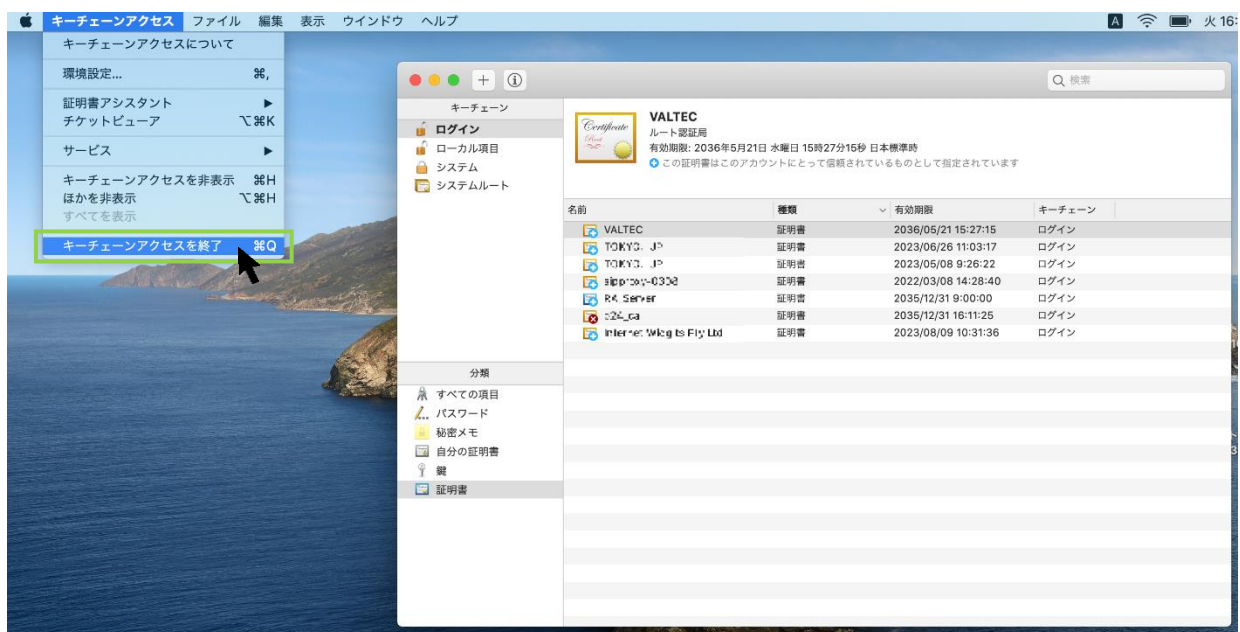 キーチェーンアクセス ファイル 編集 表示 ウインドウ ヘルプ A 火 16:
キーチェーンアクセスについて
環境設定... ⌘,
証明書アシスタント ▶
チケットビューア ⌥⌘K
サービス ▶
キーチェーンアクセスを非表示 ⌘H
ほかを非表示 ⌥⌘H
すべてを表示
キーチェーンアクセスを終了 ⌘Q
検索
キーチェーン
ログイン
ローカル項目
システム
システムルート
Certificate
Root
VALTEC
ルート認証局
有効期限: 2036年5月21日 水曜日 15時27分15秒 日本標準時
この証明書はこのアカウントにとって信頼されているものとして指定されています
名前 種類 有効期限 キーチェーン
VALTEC 証明書 2036/05/21 15:27:15 ログイン
証明書 2023/06/26 11:03:17 ログイン
証明書 2023/05/08 9:26:22 ログイン
証明書 2022/03/08 14:28:40 ログイン
Server 証明書 2035/12/31 9:00:00 ログイン
証明書 2035/12/31 16:11:25 ログイン
Ltd 証明書 2023/08/09 10:31:36 ログイン
分類
すべての項目
パスワード
秘密メモ
自分の証明書
鍵
証明書